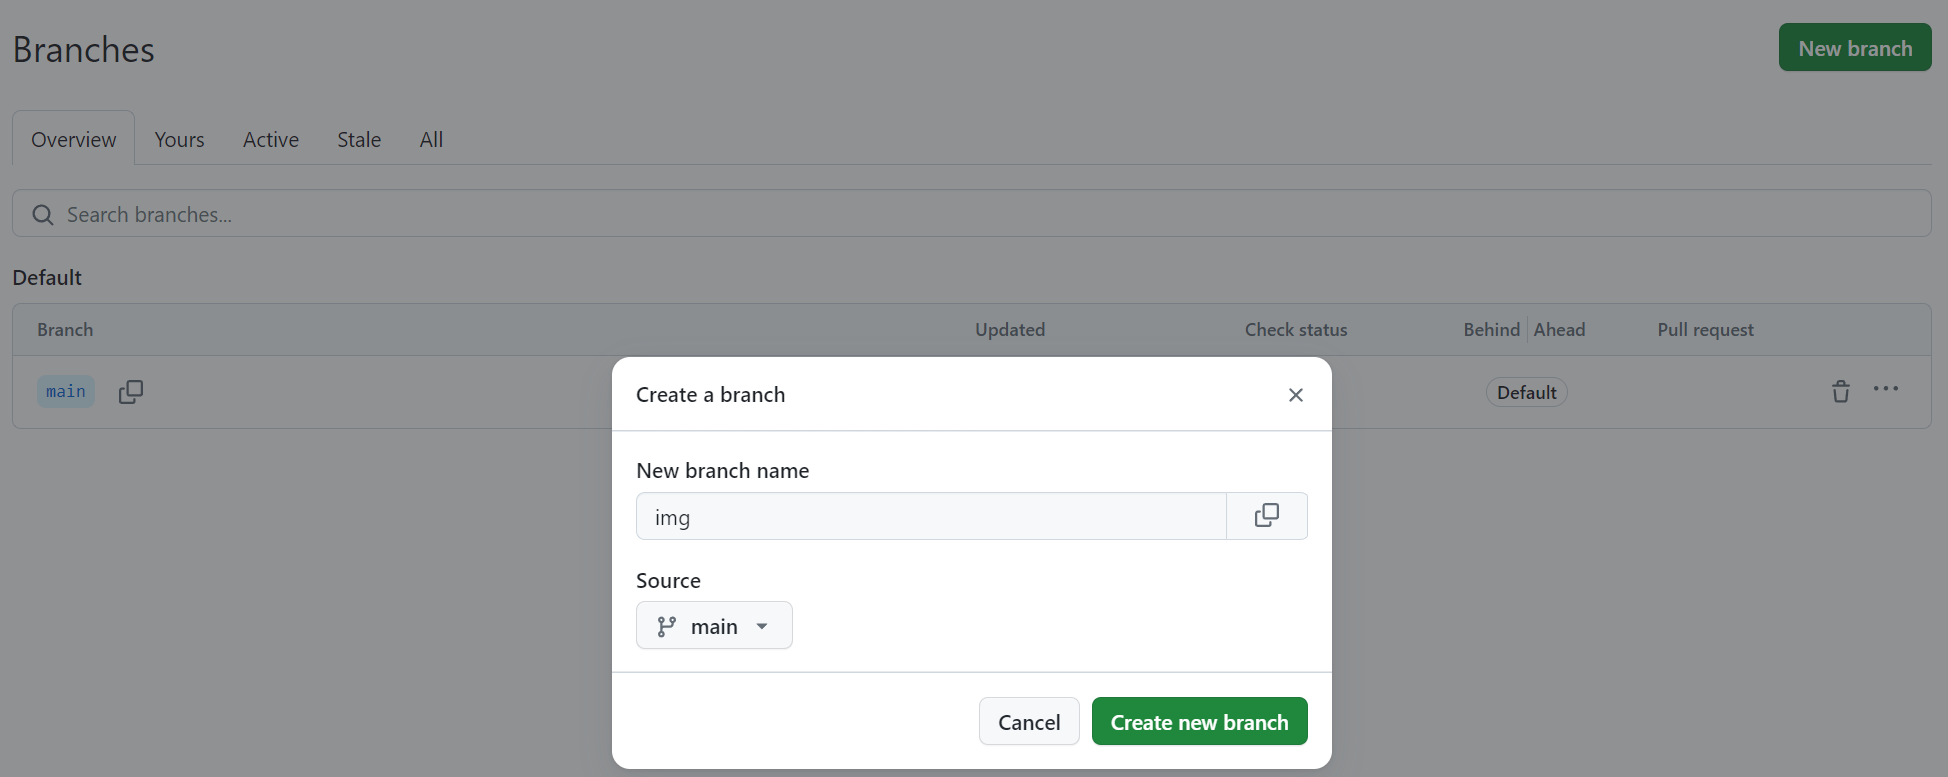 Branches
New branch
Overview Yours Active Stale All
Search branches...
Default
Branch Updated Check status Behind Ahead Pull request
main Default
Create a branch
New branch name
img
Source
main
Cancel Create new branch